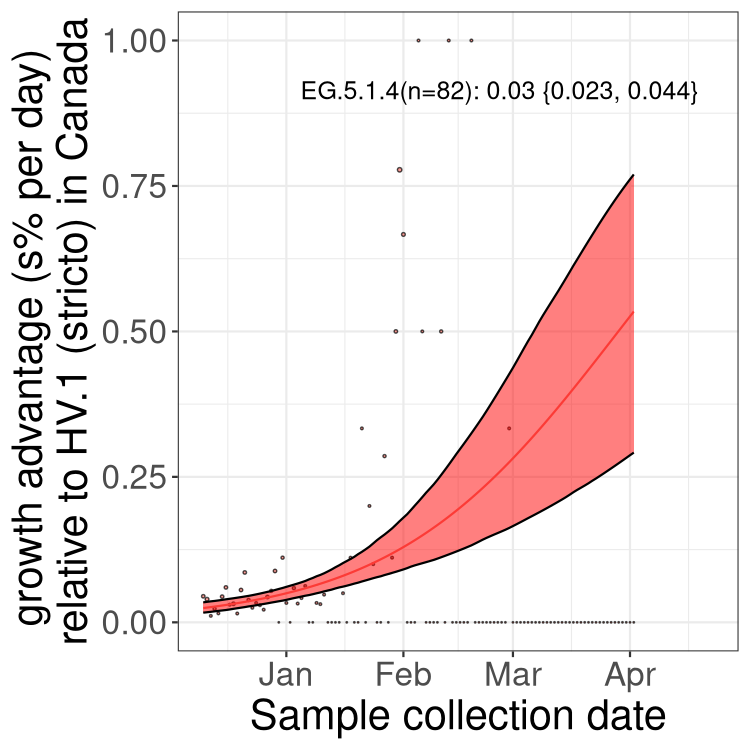 growth advantage (s% per day)
relative to HV.1 (stricto) in Canada
1.00
EG.5.1.4(n=82): 0.03 {0.023, 0.044}
0.75
0.50
0.25
0.00
Jan Feb Mar Apr
Sample collection date